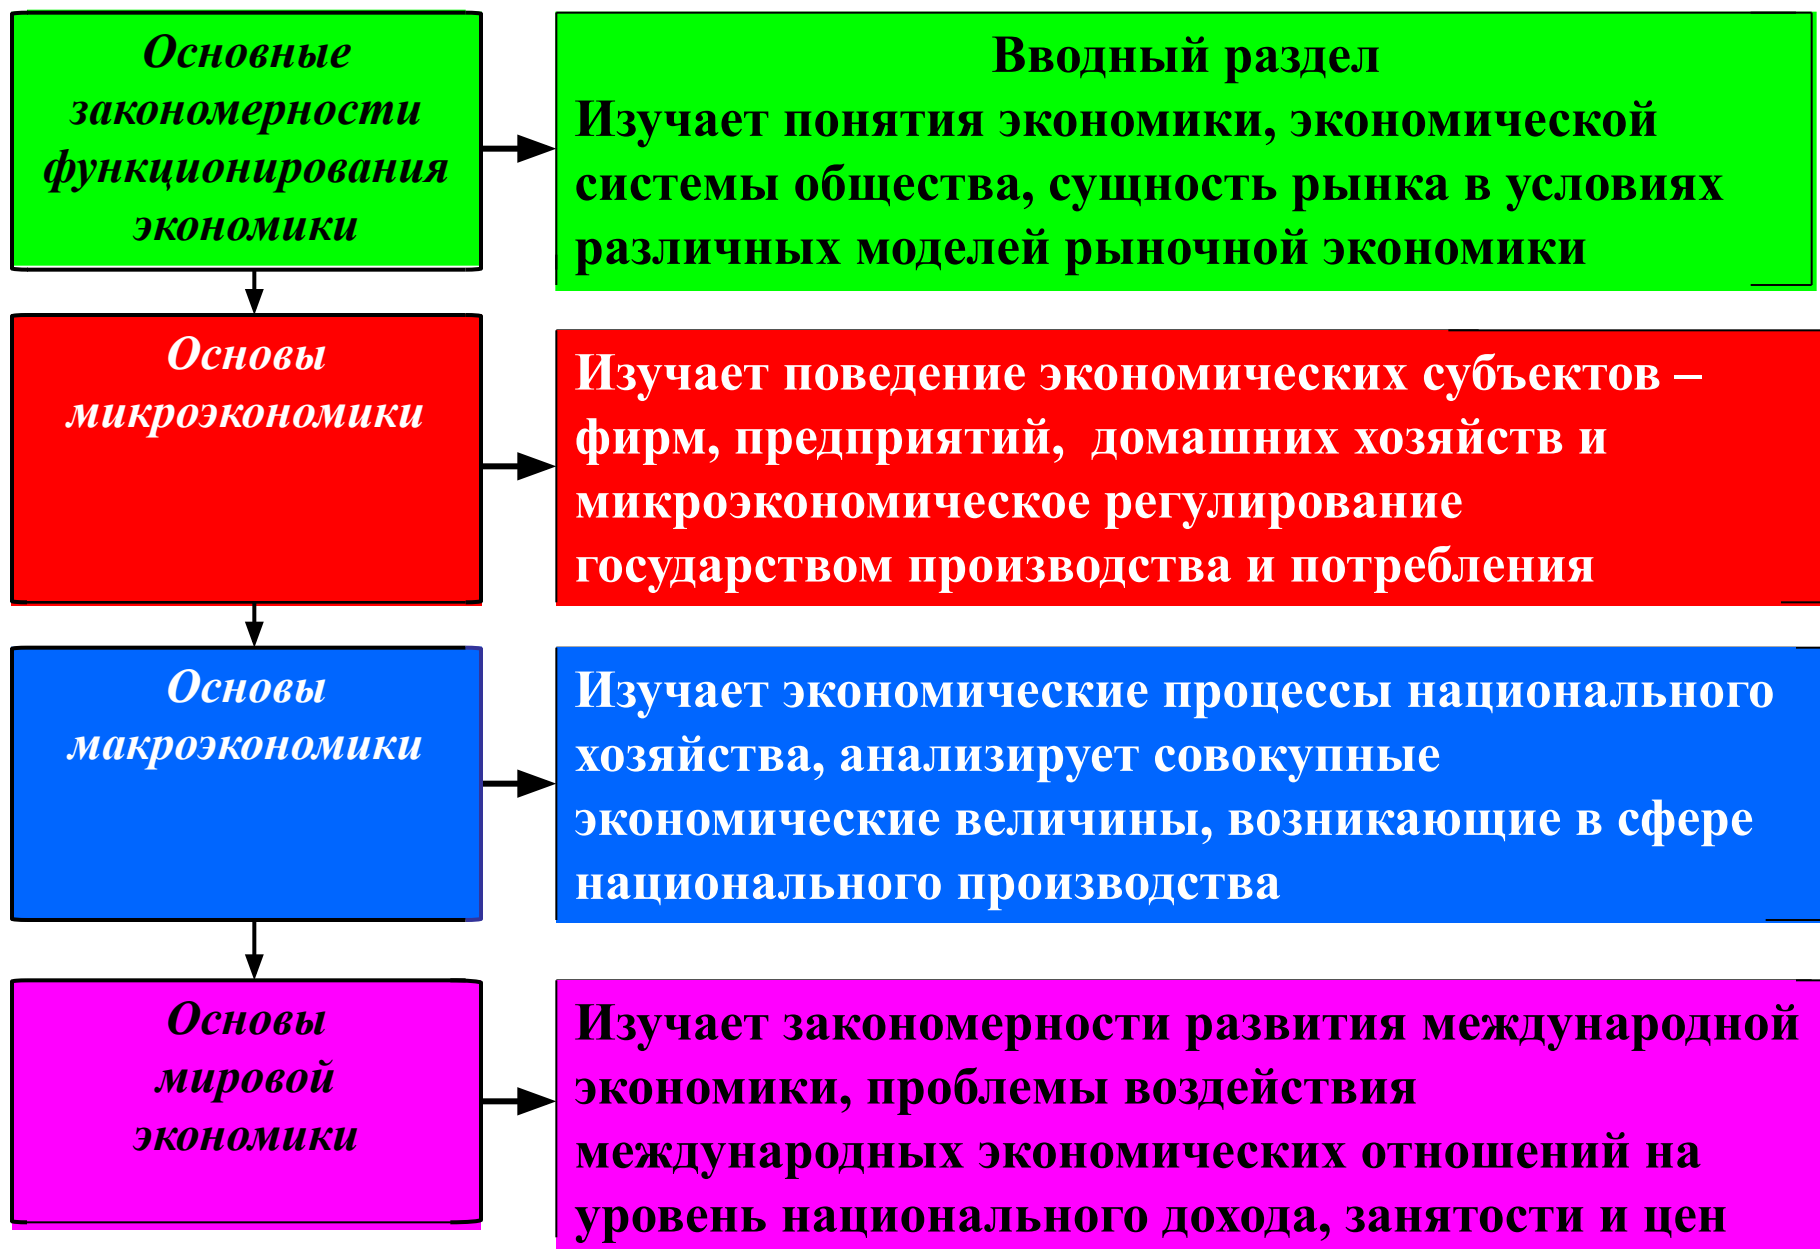 Основные
закономерности
функционирования
экономики
Вводный раздел
Изучает понятия экономики, экономической
системы общества, сущность рынка в условиях
различных моделей рыночной экономики
Основы
микроэкономики
Изучает поведение экономических субъектов –
фирм, предприятий,  домашних хозяйств и
микроэкономическое регулирование
государством производства и потребления
Основы
макроэкономики
Изучает экономические процессы национального
хозяйства, анализирует совокупные
экономические величины, возникающие в сфере
национального производства
Основы
мировой
экономики
Изучает закономерности развития международной
экономики, проблемы воздействия
международных экономических отношений на
уровень национального дохода, занятости и цен